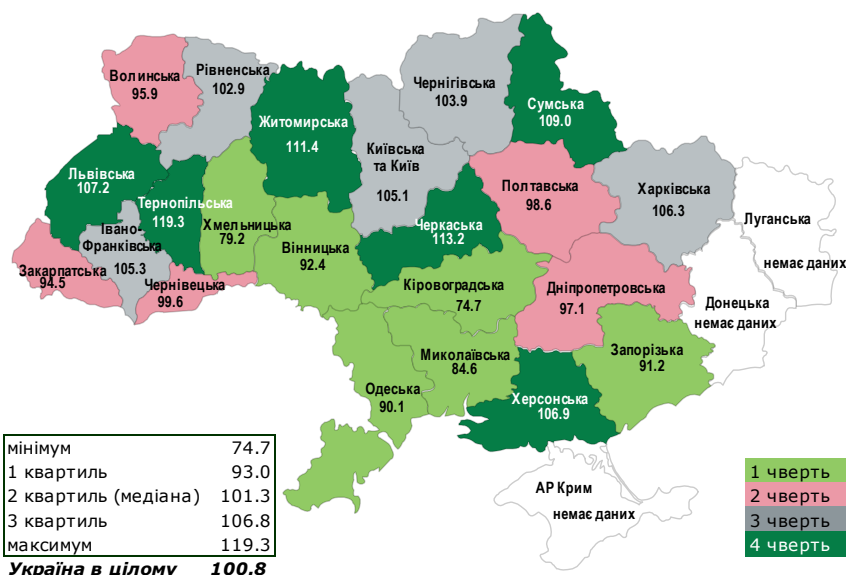 Волинська
95.9
Рівненська
102.9
Житомирська
111.4
Київська
та Київ
105.1
Чернігівська
103.9
Сумська
109.0
Львівська
107.2
Тернопільська
119.3
Хмельницька
79.2
Вінницька
92.4
Івано-
Франківська
105.3
Закарпатська
94.5
Чернівецька
99.6
Черкаська
113.2
Полтавська
98.6
Харківська
106.3
Луганська
немає даних
Донецька
немає даних
Кіровоградська
74.7
Дніпропетровська
97.1
Запорізька
91.2
Миколаївська
84.6
Одеська
90.1
Херсонська
106.9
АР Крим
немає даних
мінімум 74.7
1 квартиль 93.0
2 квартиль (медіана) 101.3
3 квартиль 106.8
максимум 119.3
Україна в цілому 100.8
1 чверть
2 чверть
3 чверть
4 чверть